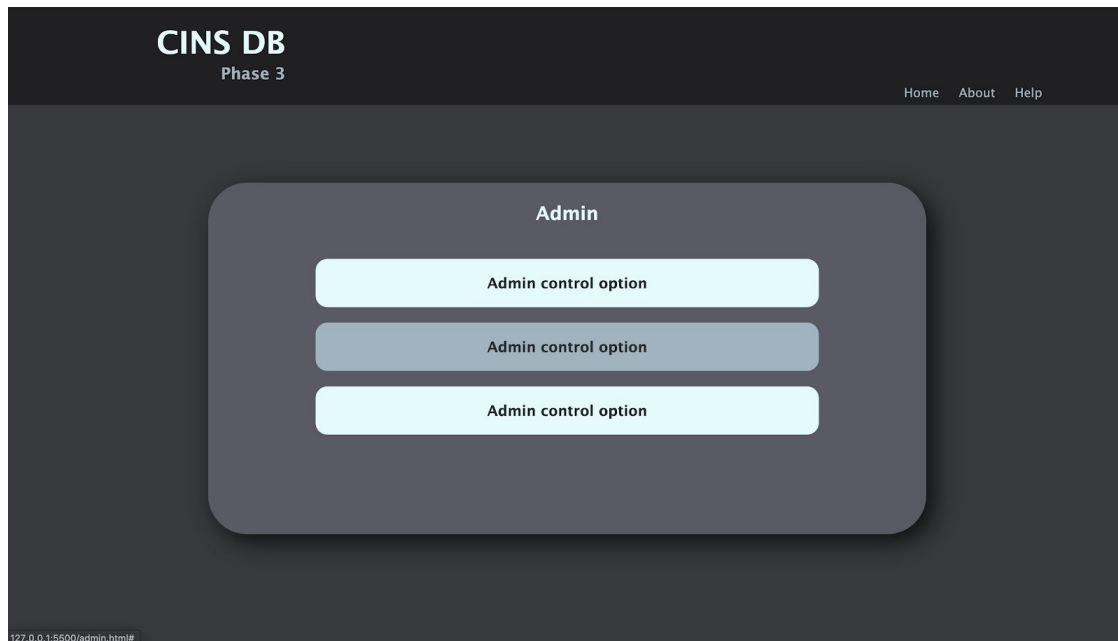 CINS DB
Phase 3
Home About Help
Admin
Admin control option
Admin control option
Admin control option
127.0.0.1:5500/admin.html#